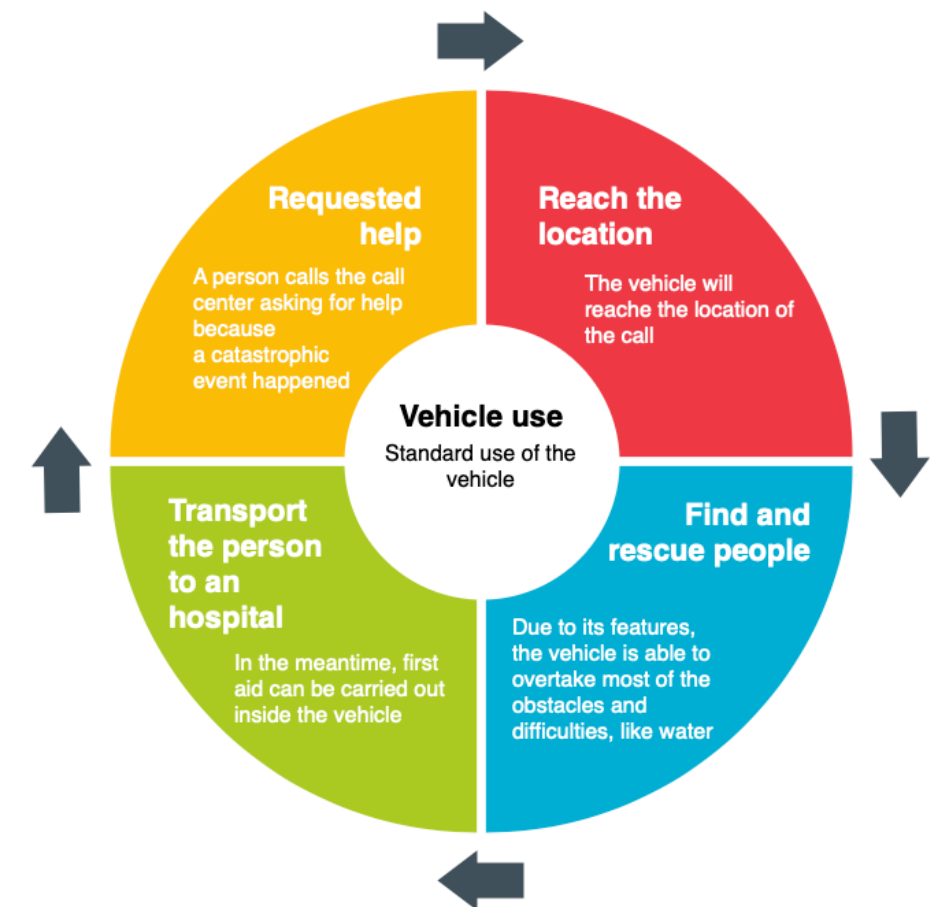 Requested
help
A person calls the call
center asking for help
because
a catastrophic
event happened
Reach the
location
The vehicle will
reache the location of
the call
Vehicle use
Standard use of the
vehicle
Transport
the person
to an
hospital
In the meantime, first
aid can be carried out
inside the vehicle
Find and
rescue people
Due to its features,
the vehicle is able to
overtake most of the
obstacles and
difficulties, like water